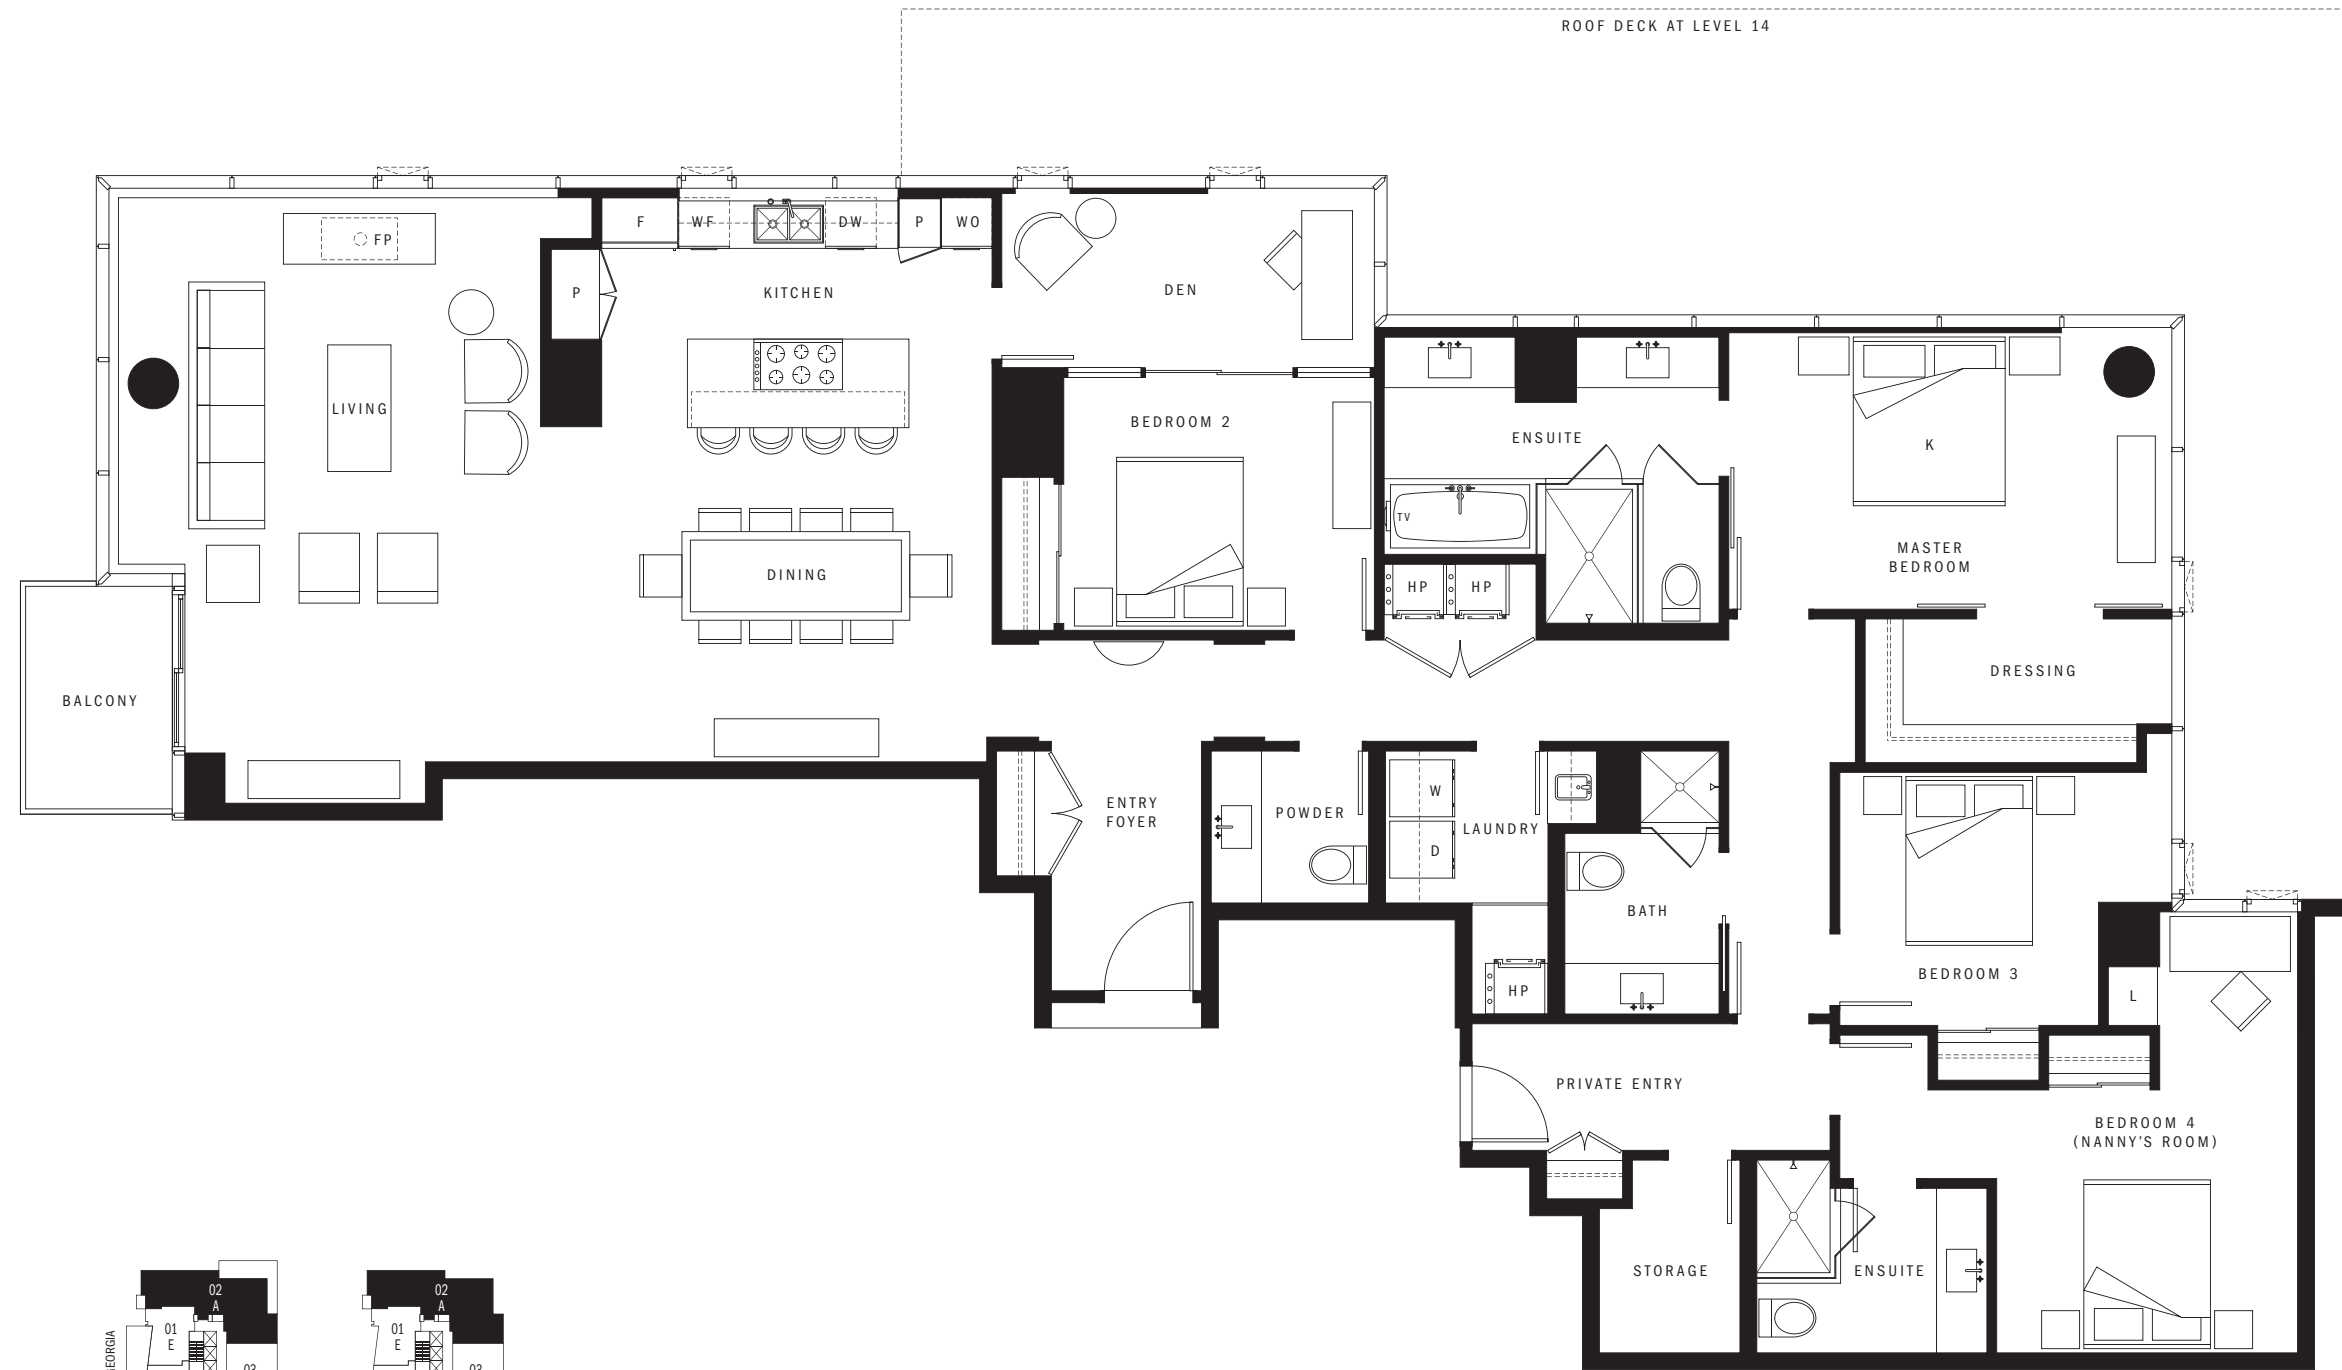 ROOF DECK AT LEVEL 14
F
WF
DW
P
WO
FP
P
KITCHEN
DEN
LIVING
BEDROOM 2
ENSUITE
K
TV
MASTER
BEDROOM
DINING
HP
HP
BALCONY
DRESSING
ENTRY
FOYER
POWDER
W
LAUNDRY
D
BATH
BEDROOM 3
HP
L
PRIVATE ENTRY
BEDROOM 4
(NANNY'S ROOM)
STORAGE
ENSUITE
02
A
01
E
03
02
A
01
E
03